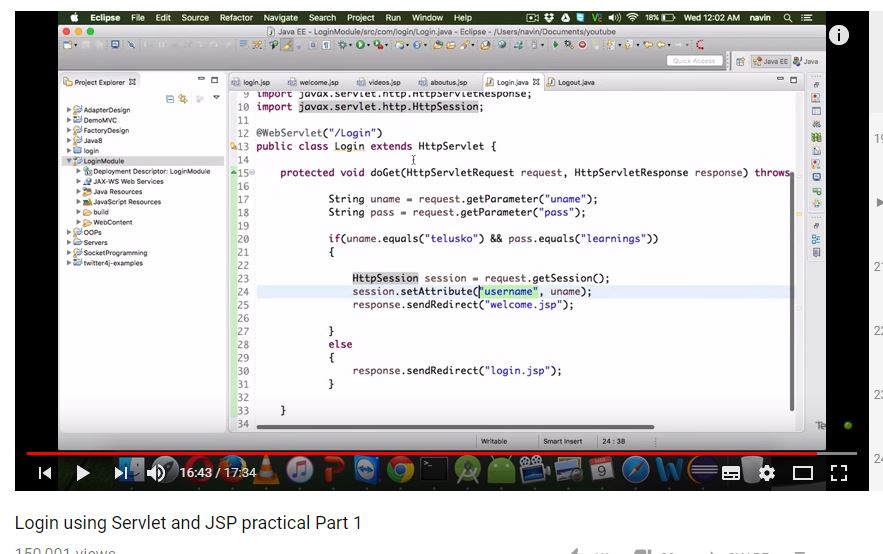 Eclipse File Edit Source Refactor Navigate Search Project Run Window Help 18% Wed 12:02 AM navin
Java EE - LoginModule/src/com/login/Login.java - Eclipse - /Users/navin/Documents/youtube
Quick Access Java EE Java
Project Explorer
login.jsp welcome.jsp videos.jsp aboutus.jsp Login.java Logout.java
AdapterDesign
DemoMVC
FactoryDesign
Java8
login
LoginModule
Deployment Descriptor: LoginModule
JAX-WS Web Services
Java Resources
JavaScript Resources
build
WebContent
OOPs
Servers
SocketProgramming
twitter4j-examples
9 import javax.servlet.http.HttpServletResponse;
10 import javax.servlet.http.HttpSession;
11
12 @WebServlet("/Login")
13 public class Login extends HttpServlet {
14
15 protected void doGet(HttpServletRequest request, HttpServletResponse response) throws
16
17 String uname = request.getParameter("uname");
18 String pass = request.getParameter("pass");
19
20 if(uname.equals("telusko") && pass.equals("learnings"))
21 {
22
23 HttpSession session = request.getSession();
24 session.setAttribute("username", uname);
25 response.sendRedirect("welcome.jsp");
26
27 }
28 else
29 {
30 response.sendRedirect("login.jsp");
31 }
32
33 }
34
Writable Smart Insert 24 : 38
16:43 / 17:34
Login using Servlet and JSP practical Part 1
150,001 views